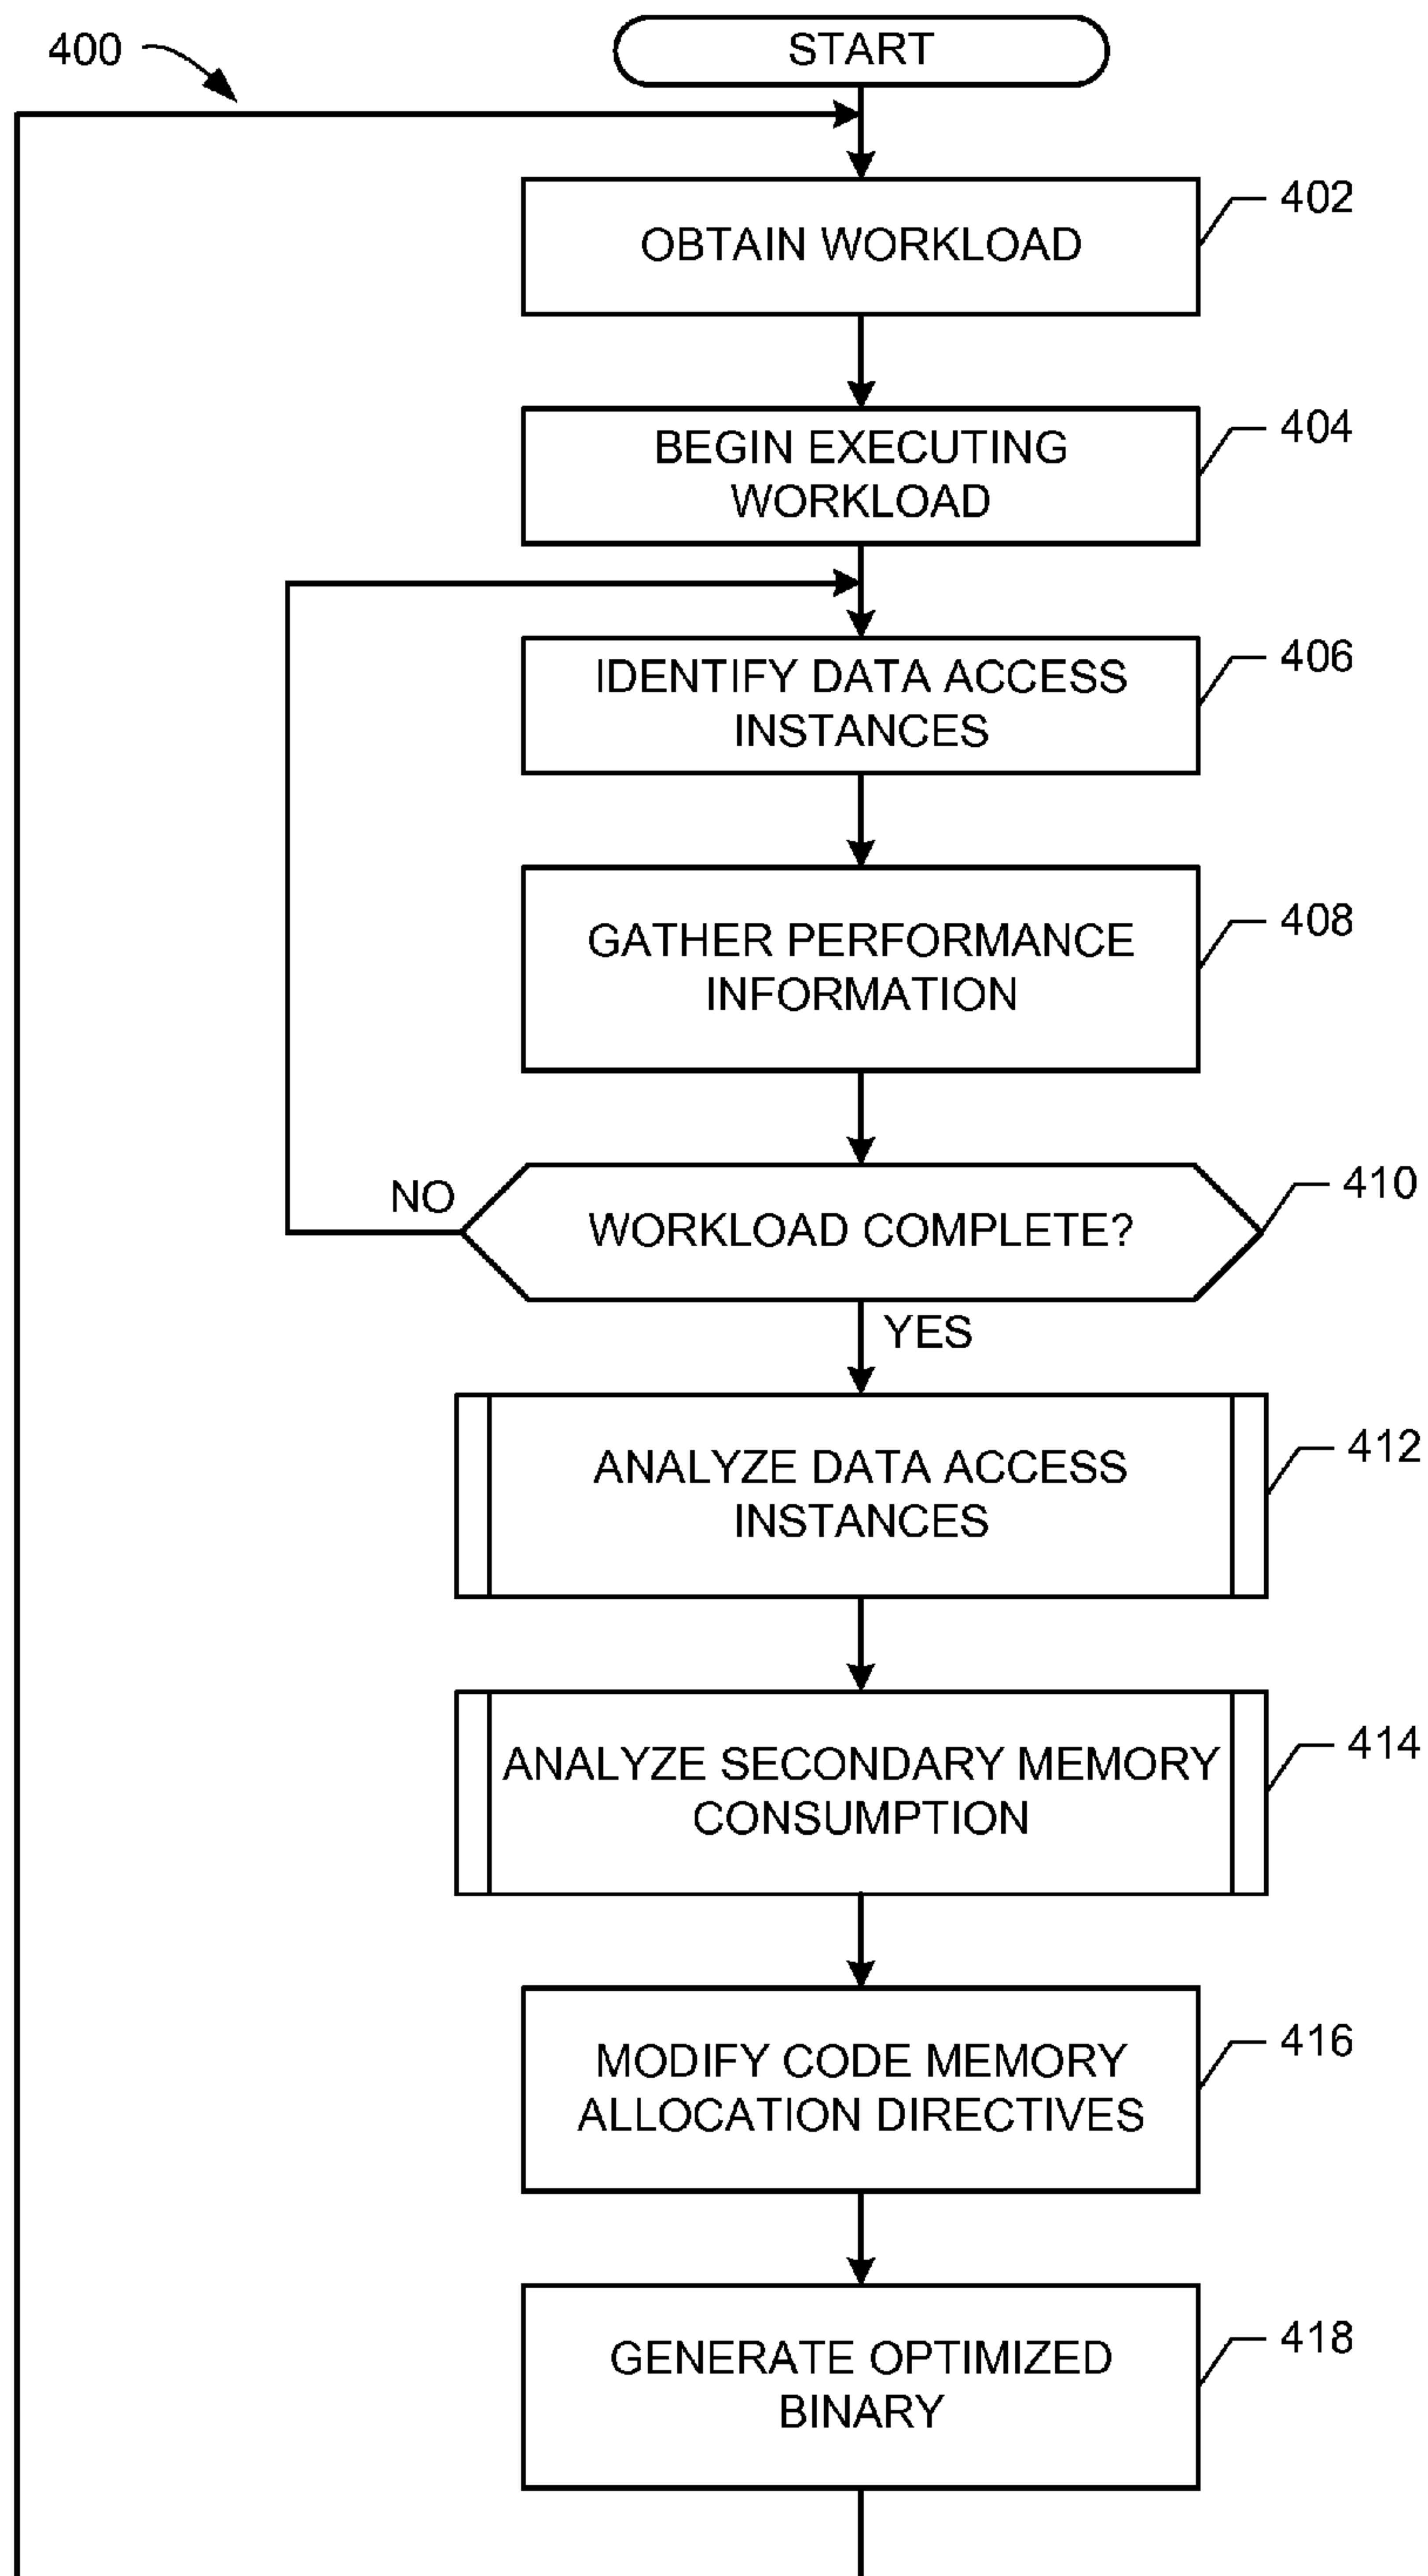 400
START
OBTAIN WORKLOAD
402
BEGIN EXECUTING
WORKLOAD
404
IDENTIFY DATA ACCESS
INSTANCES
406
GATHER PERFORMANCE
INFORMATION
408
NO
WORKLOAD COMPLETE?
410
YES
ANALYZE DATA ACCESS
INSTANCES
412
ANALYZE SECONDARY MEMORY
CONSUMPTION
414
MODIFY CODE MEMORY
ALLOCATION DIRECTIVES
416
GENERATE OPTIMIZED
BINARY
418